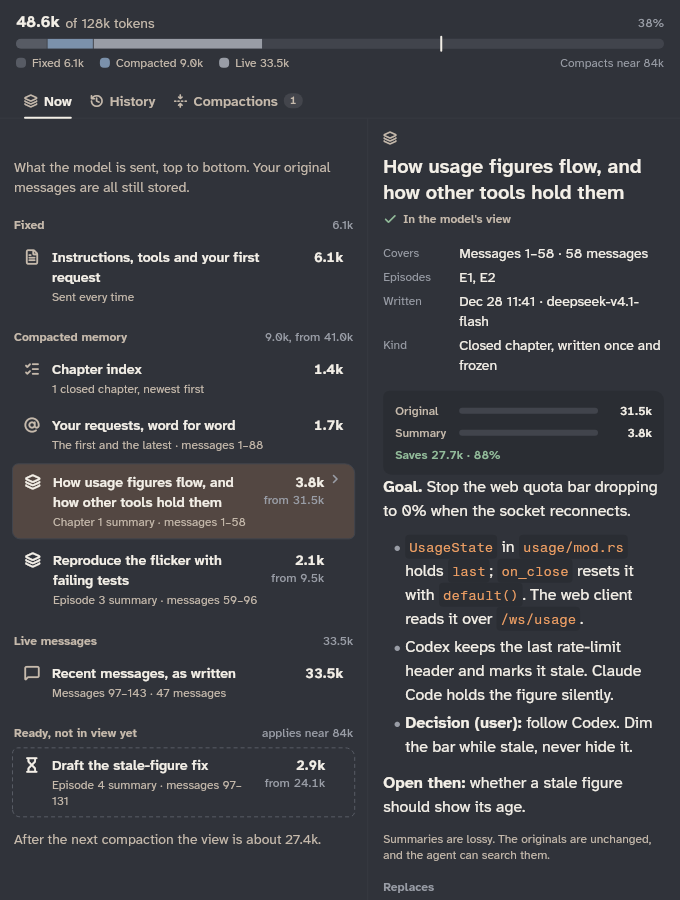 48.6k of 128k tokens
38%
Fixed 6.1k
Compacted 9.0k
Live 33.5k
Compacts near 84k
Now
History
Compactions 1
What the model is sent, top to bottom. Your original
messages are all still stored.
Fixed 6.1k
Instructions, tools and your first 6.1k
request
Sent every time
Compacted memory 9.0k, from 41.0k
Chapter index 1.4k
1 closed chapter, newest first
Your requests, word for word 1.7k
The first and the latest · messages 1–88
How usage figures flow, and 3.8k
how other tools hold them from 31.5k
Chapter 1 summary · messages 1–58
Reproduce the flicker with 2.1k
failing tests from 9.5k
Episode 3 summary · messages 59–96
Live messages 33.5k
Recent messages, as written 33.5k
Messages 97–143 · 47 messages
Ready, not in view yet applies near 84k
Draft the stale-figure fix 2.9k
Episode 4 summary · messages 97– from 24.1k
131
After the next compaction the view is about 27.4k.
How usage figures flow, and
how other tools hold them
In the model's view
Covers Messages 1–58 · 58 messages
Episodes E1, E2
Written Dec 28 11:41 · deepseek-v4.1-
flash
Kind Closed chapter, written once and
frozen
Original 31.5k
Summary 3.8k
Saves 27.7k · 88%
Goal. Stop the web quota bar dropping
to 0% when the socket reconnects.
• UsageState in usage/mod.rs
holds last; on_close resets it
with default(). The web client
reads it over /ws/usage.
• Codex keeps the last rate-limit
header and marks it stale. Claude
Code holds the figure silently.
• Decision (user): follow Codex. Dim
the bar while stale, never hide it.
Open then: whether a stale figure
should show its age.
Summaries are lossy. The originals are unchanged,
and the agent can search them.
Replaces